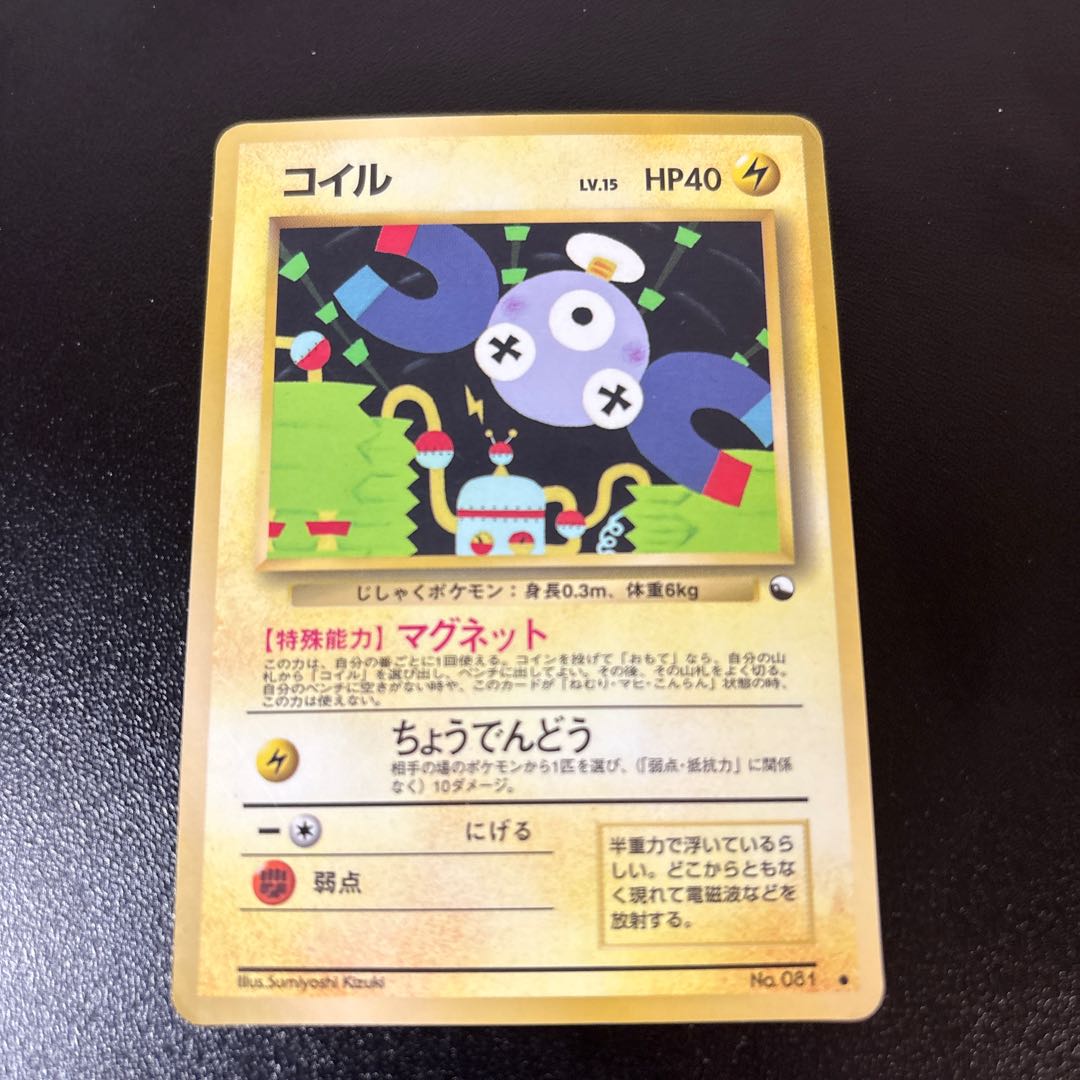 コイル LV.15 HP40
じしゃくポケモン：身長0.3m、体重6kg
【特殊能力】マグネット
この力は、自分の番ごとに1回使える。コインを投げて「おもて」なら、自分の山
札から「コイル」を選び出し、ベンチに出してよい。その後、その山札をよく切る。
自分のベンチに空きがない時や、このカードが「ねむり・マヒ・こんらん」状態の時、
この力は使えない。
ちょうでんどう
相手の場のポケモンから1匹を選び、（「弱点・抵抗力」に関係
なく）10ダメージ。
− にげる
弱点
半重力で浮いているら
しい。どこからともな
く現れて電磁波などを
放射する。
Illus.Sumiyoshi Kizuki No.081 ●